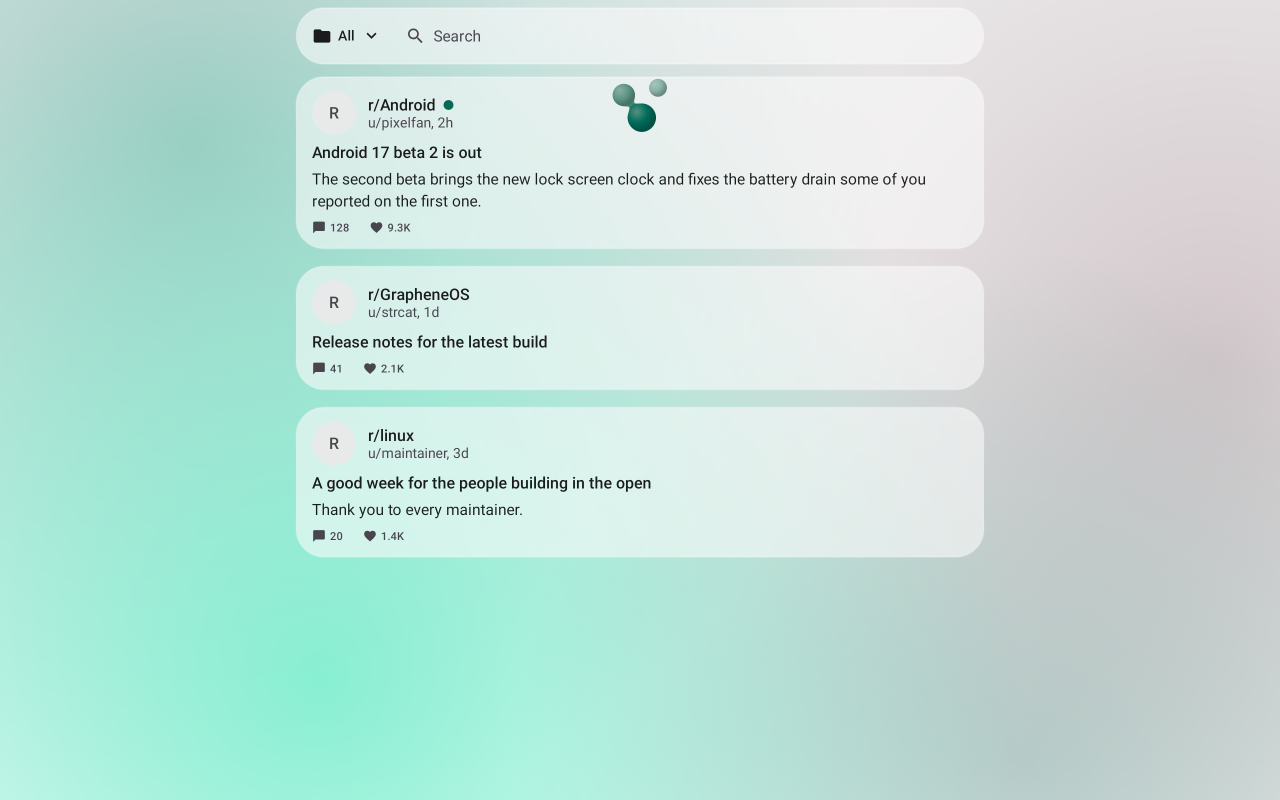 All
Search
R
r/Android
u/pixelfan, 2h
Android 17 beta 2 is out
The second beta brings the new lock screen clock and fixes the battery drain some of you
reported on the first one.
128 9.3K
R
r/GrapheneOS
u/strcat, 1d
Release notes for the latest build
41 2.1K
R
r/linux
u/maintainer, 3d
A good week for the people building in the open
Thank you to every maintainer.
20 1.4K